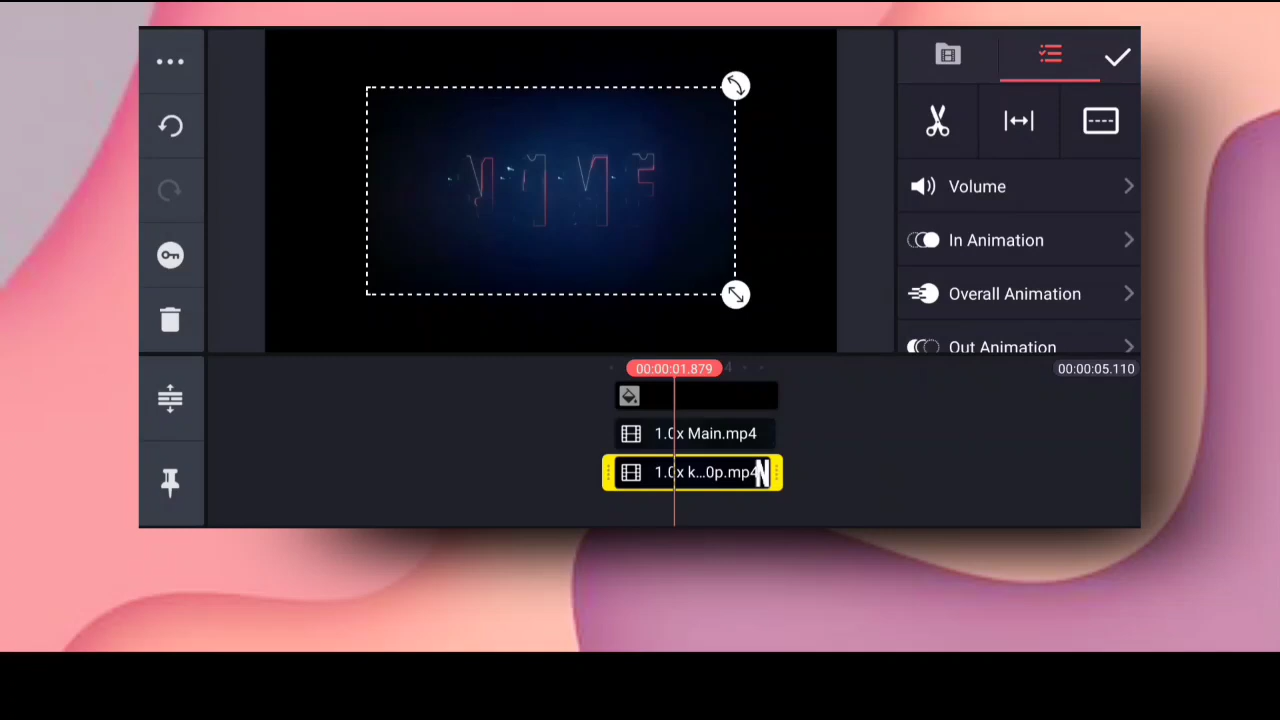 Volume
In Animation
Overall Animation
Out Animation
00:00:01.879
4
00:00:05.110
1.0x Main.mp4
1.0x k...0p.mp4
N